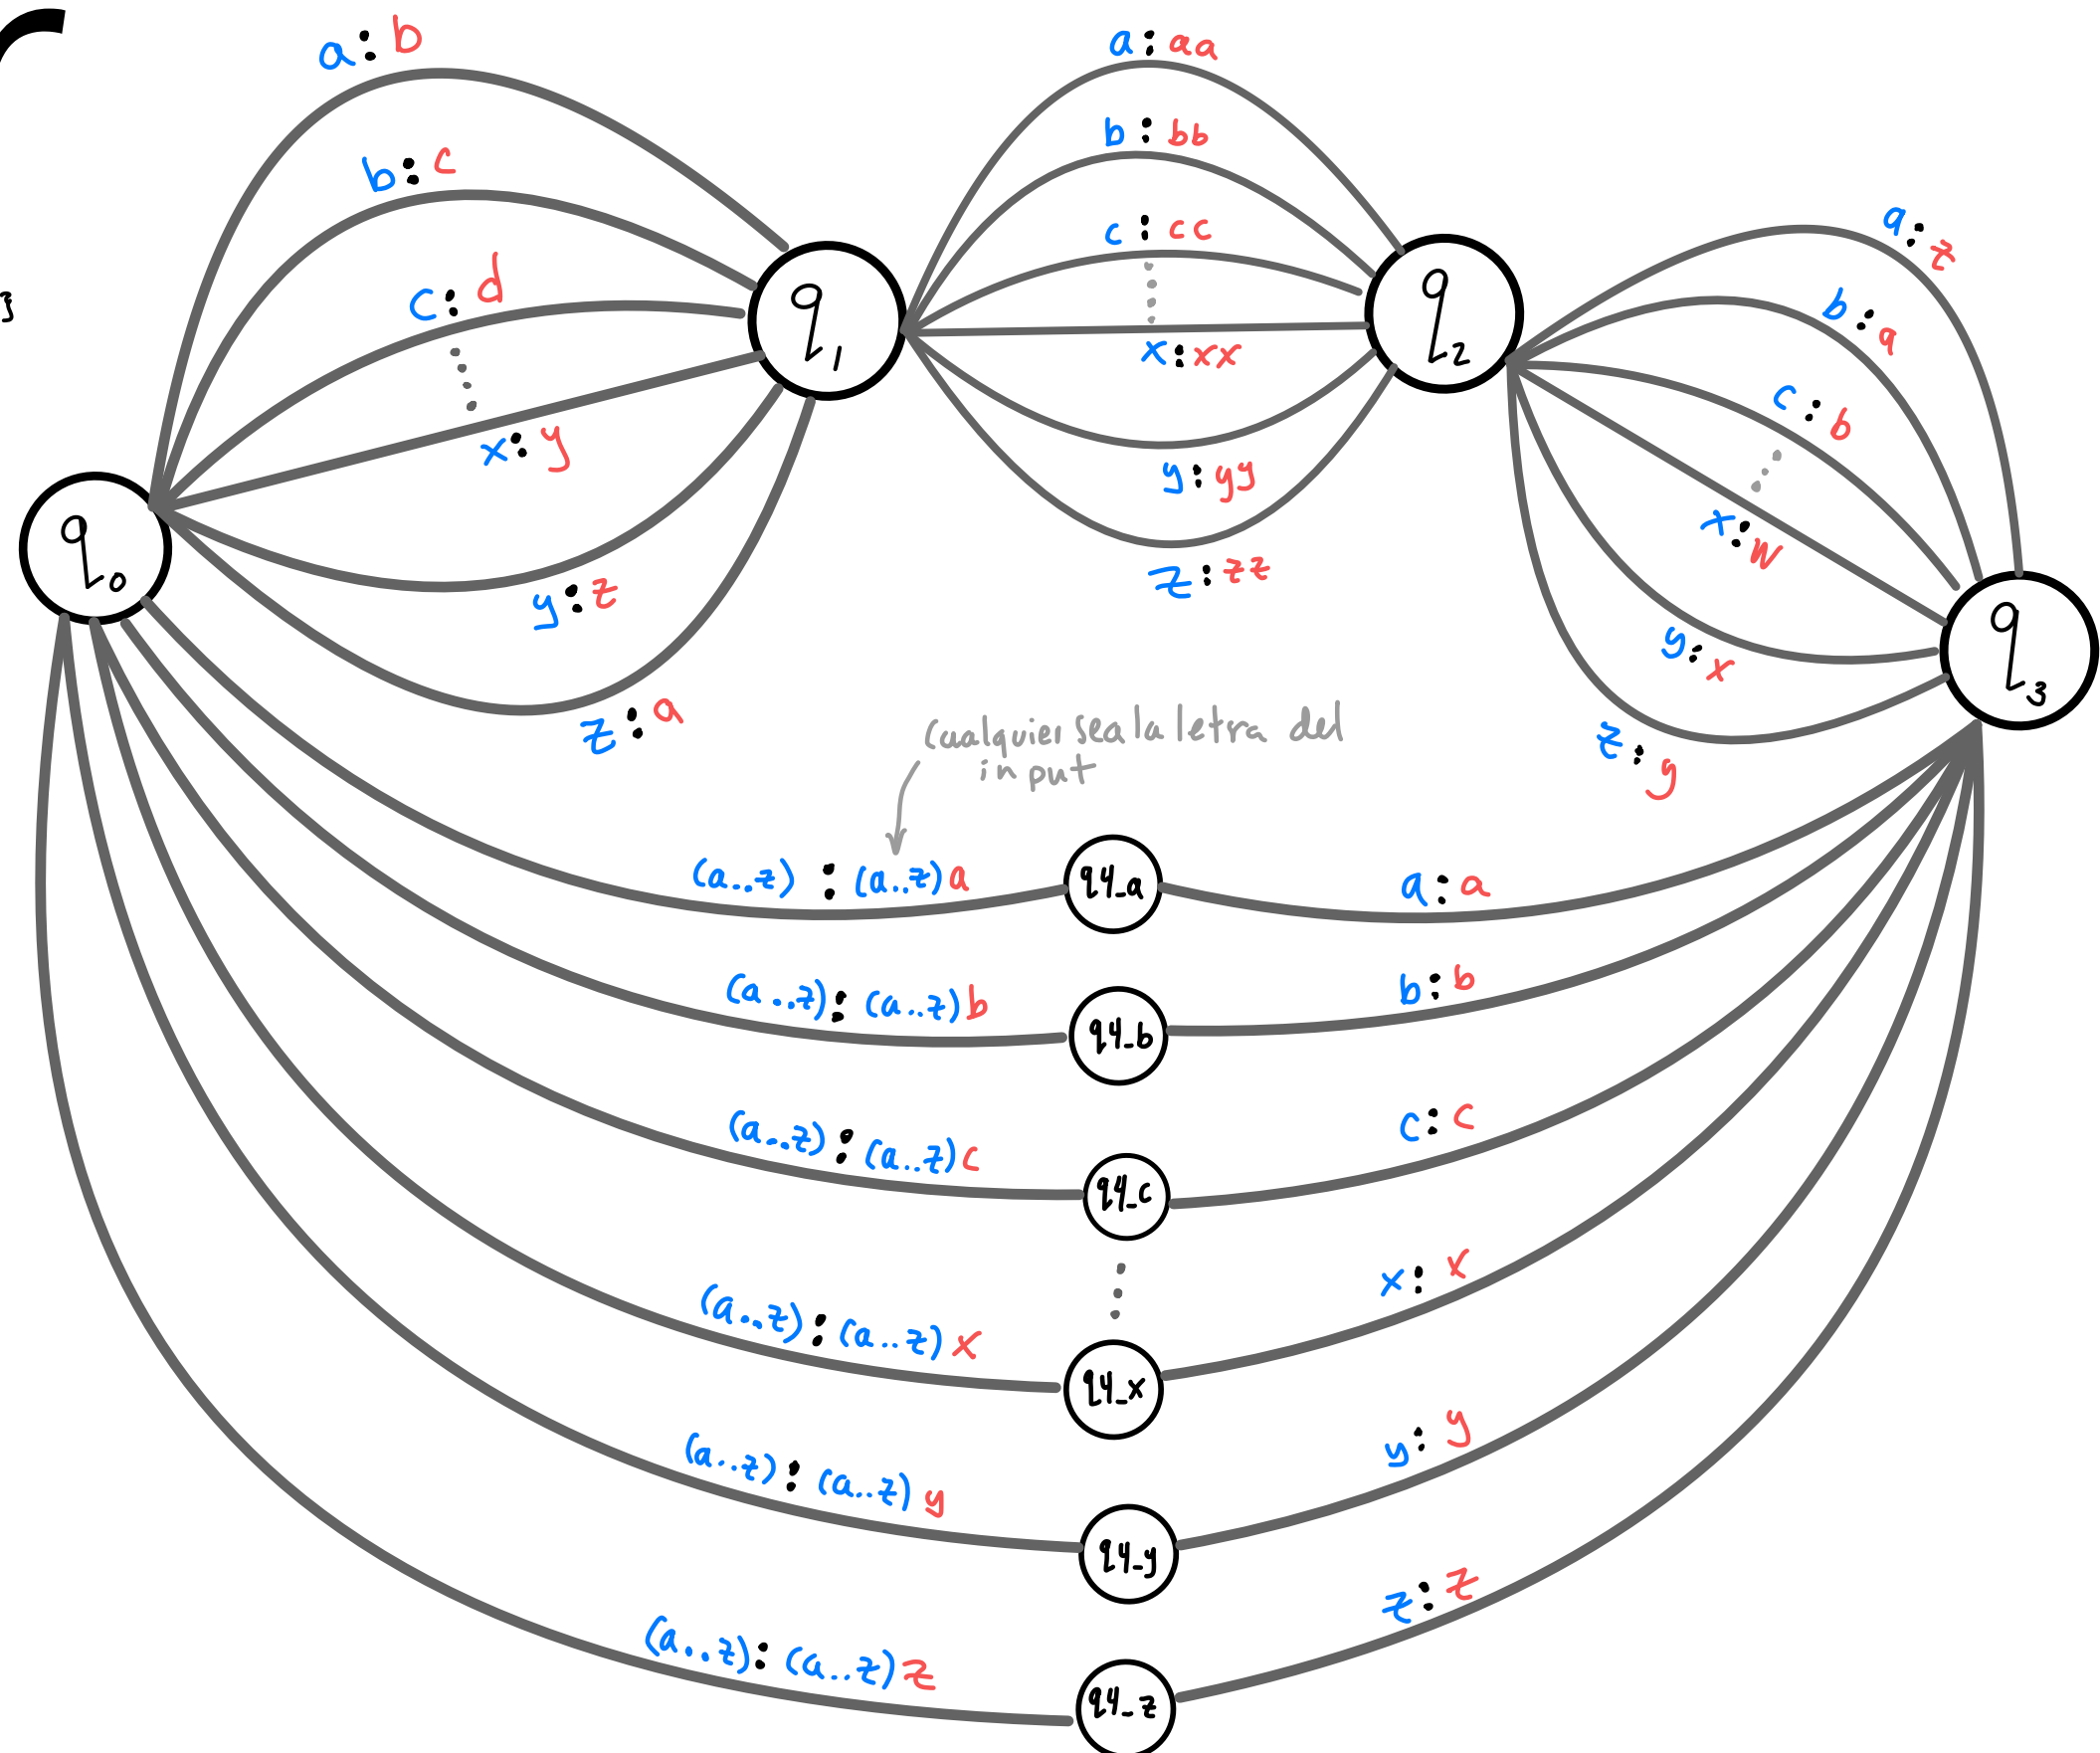 a : b
b : c
c : d
x : y
y : z
z : a
q0
q1
a : aa
b : bb
c : cc
x : xx
y : yy
z : zz
q2
a : z
b : a
c : b
x : w
y : x
z : y
q3
Cualquier sea la letra del
input
(a..z) : (a..z)a
q4_a
a : a
(a..z) : (a..z)b
q4_b
b : b
(a..z) : (a..z)c
q4_c
c : c
(a..z) : (a..z)x
q4_x
x : x
(a..z) : (a..z)y
q4_y
y : y
(a..z) : (a..z)z
q4_z
z : z